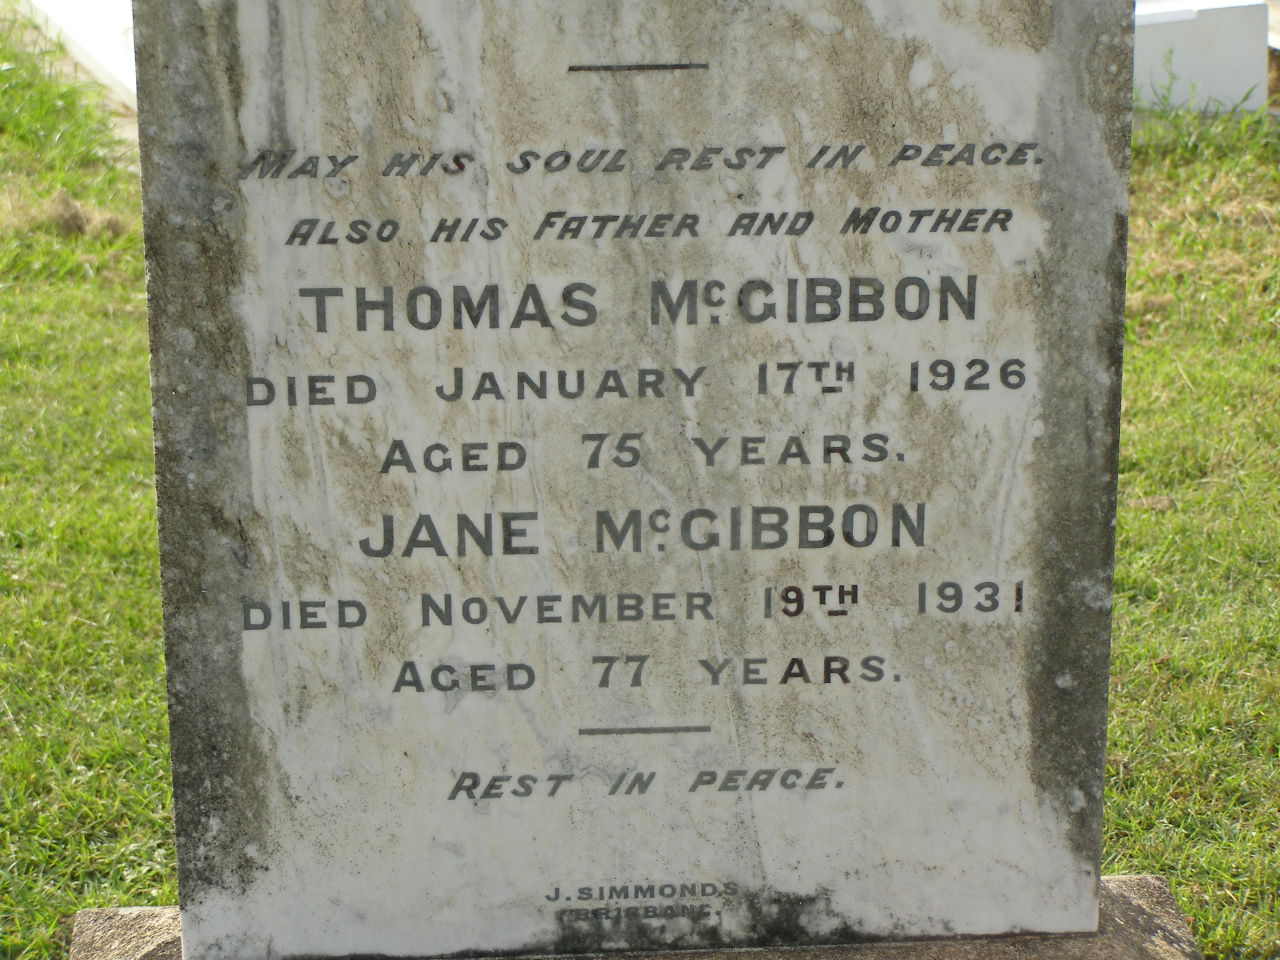 MAY HIS SOUL REST IN PEACE.
ALSO HIS FATHER AND MOTHER
THOMAS McGIBBON
DIED JANUARY 17TH 1926
AGED 75 YEARS.
JANE McGIBBON
DIED NOVEMBER 19TH 1931
AGED 77 YEARS.
REST IN PEACE.
J. SIMMONDS
BRISBANE.